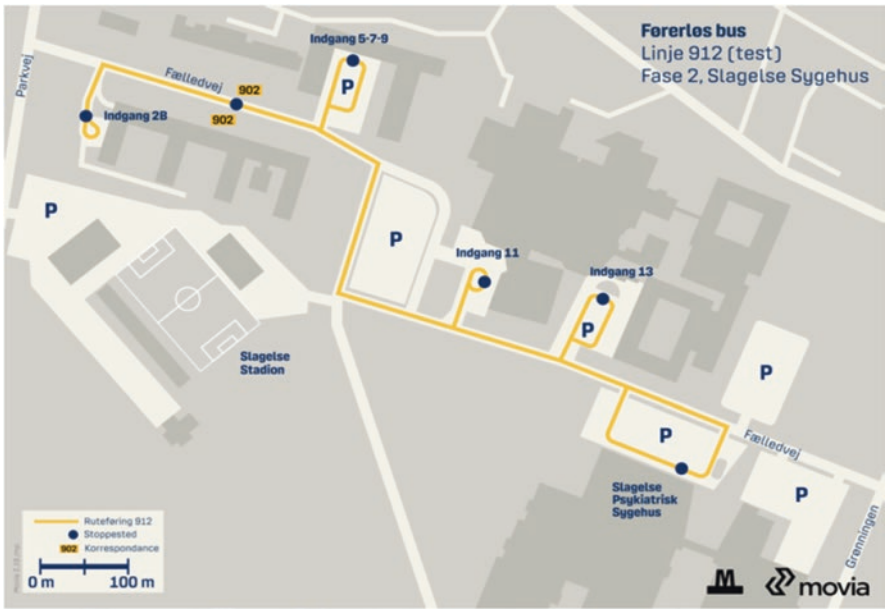 Førerløs bus
Linje 912 (test)
Fase 2, Slagelse Sygehus
Indgang 5-7-9
P
Parkvej
Fælledvej
902
902
Indgang 2B
P
P
Indgang 11
Indgang 13
P
Slagelse
Stadion
P
P
Fælledvej
Slagelse
Psykiatrisk
Sygehus
P
Grønningen
Ruteføring 912
Stoppested
902 Korrespondance
0 m 100 m
M
movia